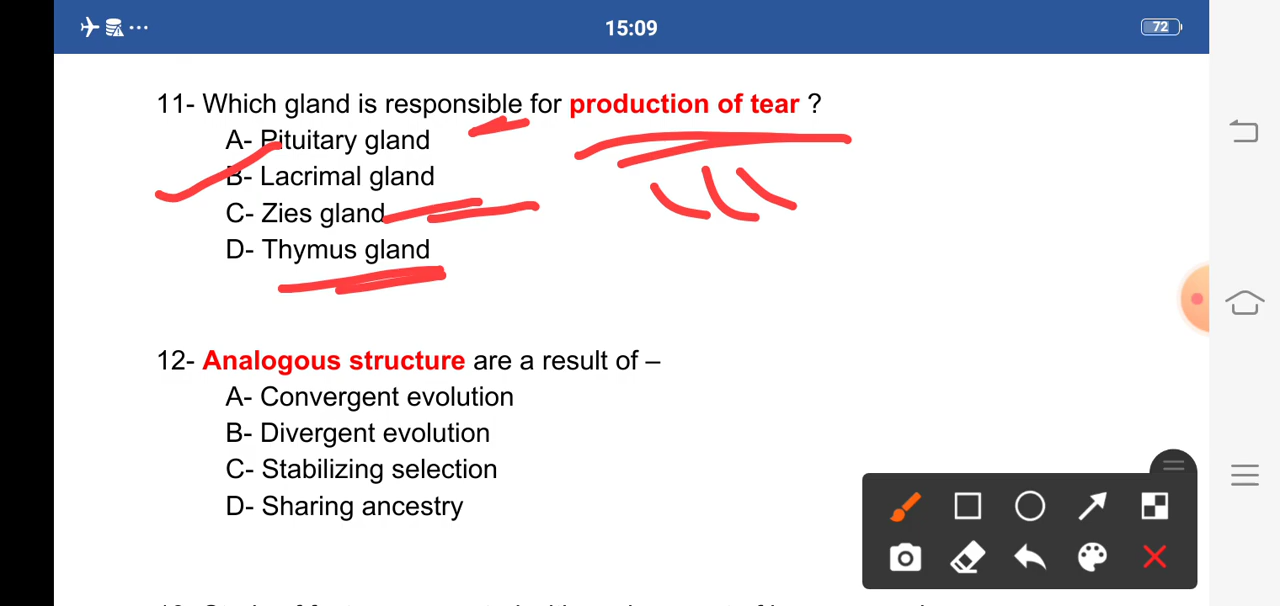 15:09
72
11- Which gland is responsible for production of tear ?
A- Pituitary gland
B- Lacrimal gland
C- Zies gland
D- Thymus gland
12- Analogous structure are a result of –
A- Convergent evolution
B- Divergent evolution
C- Stabilizing selection
D- Sharing ancestry